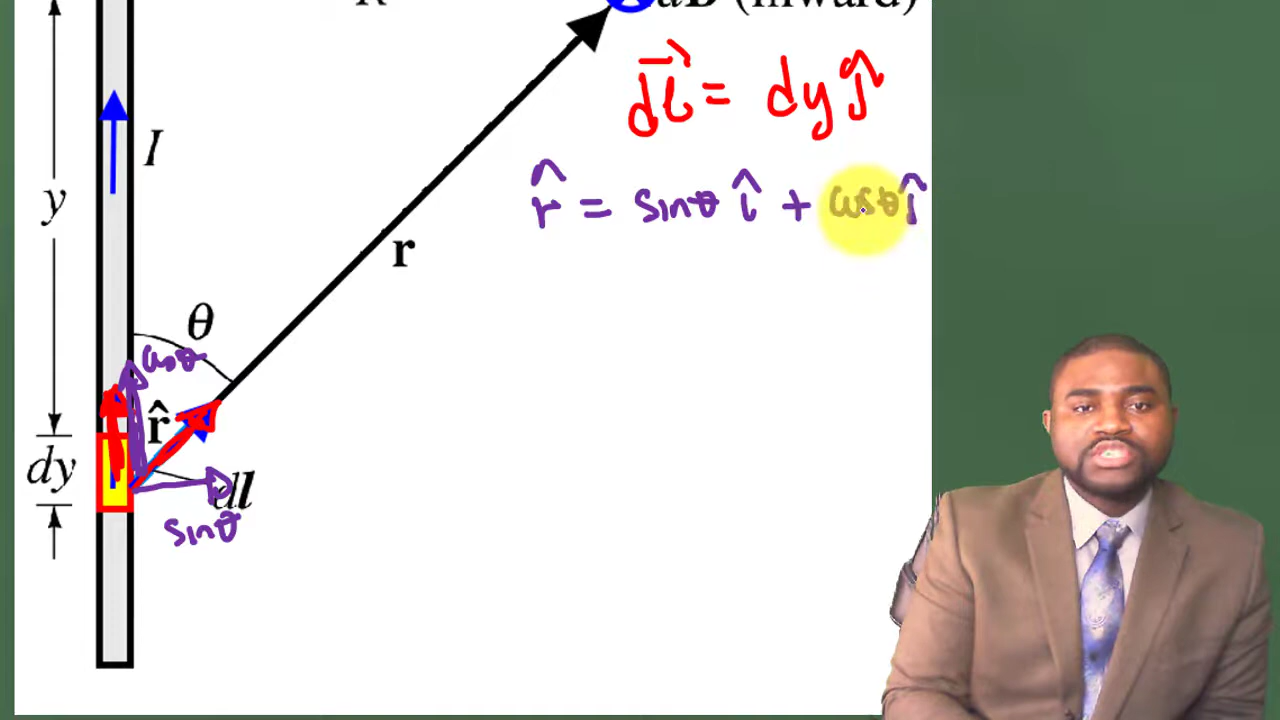 dB (inward)
dl⃗ = dy ĵ
I
y
r̂ = sinθ î + cosθ ĵ
r
θ
cosθ
r̂
dy
dl
sinθ